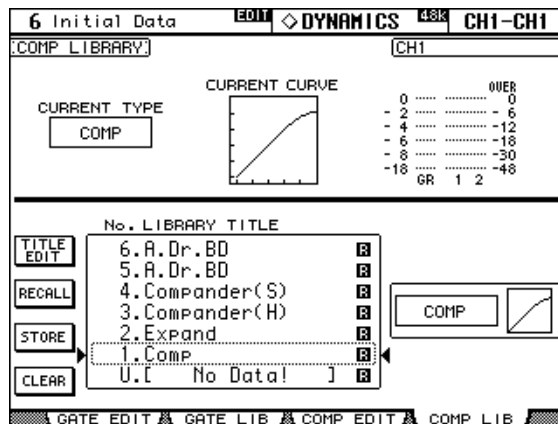 6 Initial Data EDIT ◇DYNAMICS 48k CH1-CH1
COMP LIBRARY
CH1
CURRENT TYPE
COMP
CURRENT CURVE
OVER
0 0
- 2 - 6
- 4 -12
- 6 -18
- 8 -30
-18 -48
GR 1 2
No. LIBRARY TITLE
TITLE EDIT
RECALL
STORE
CLEAR
6.A.Dr.BD R
5.A.Dr.BD R
4.Compander(S) R
3.Compander(H) R
2.Expand R
1.Comp R
U.[ No Data! ] R
COMP
GATE EDIT GATE LIB COMP EDIT COMP LIB